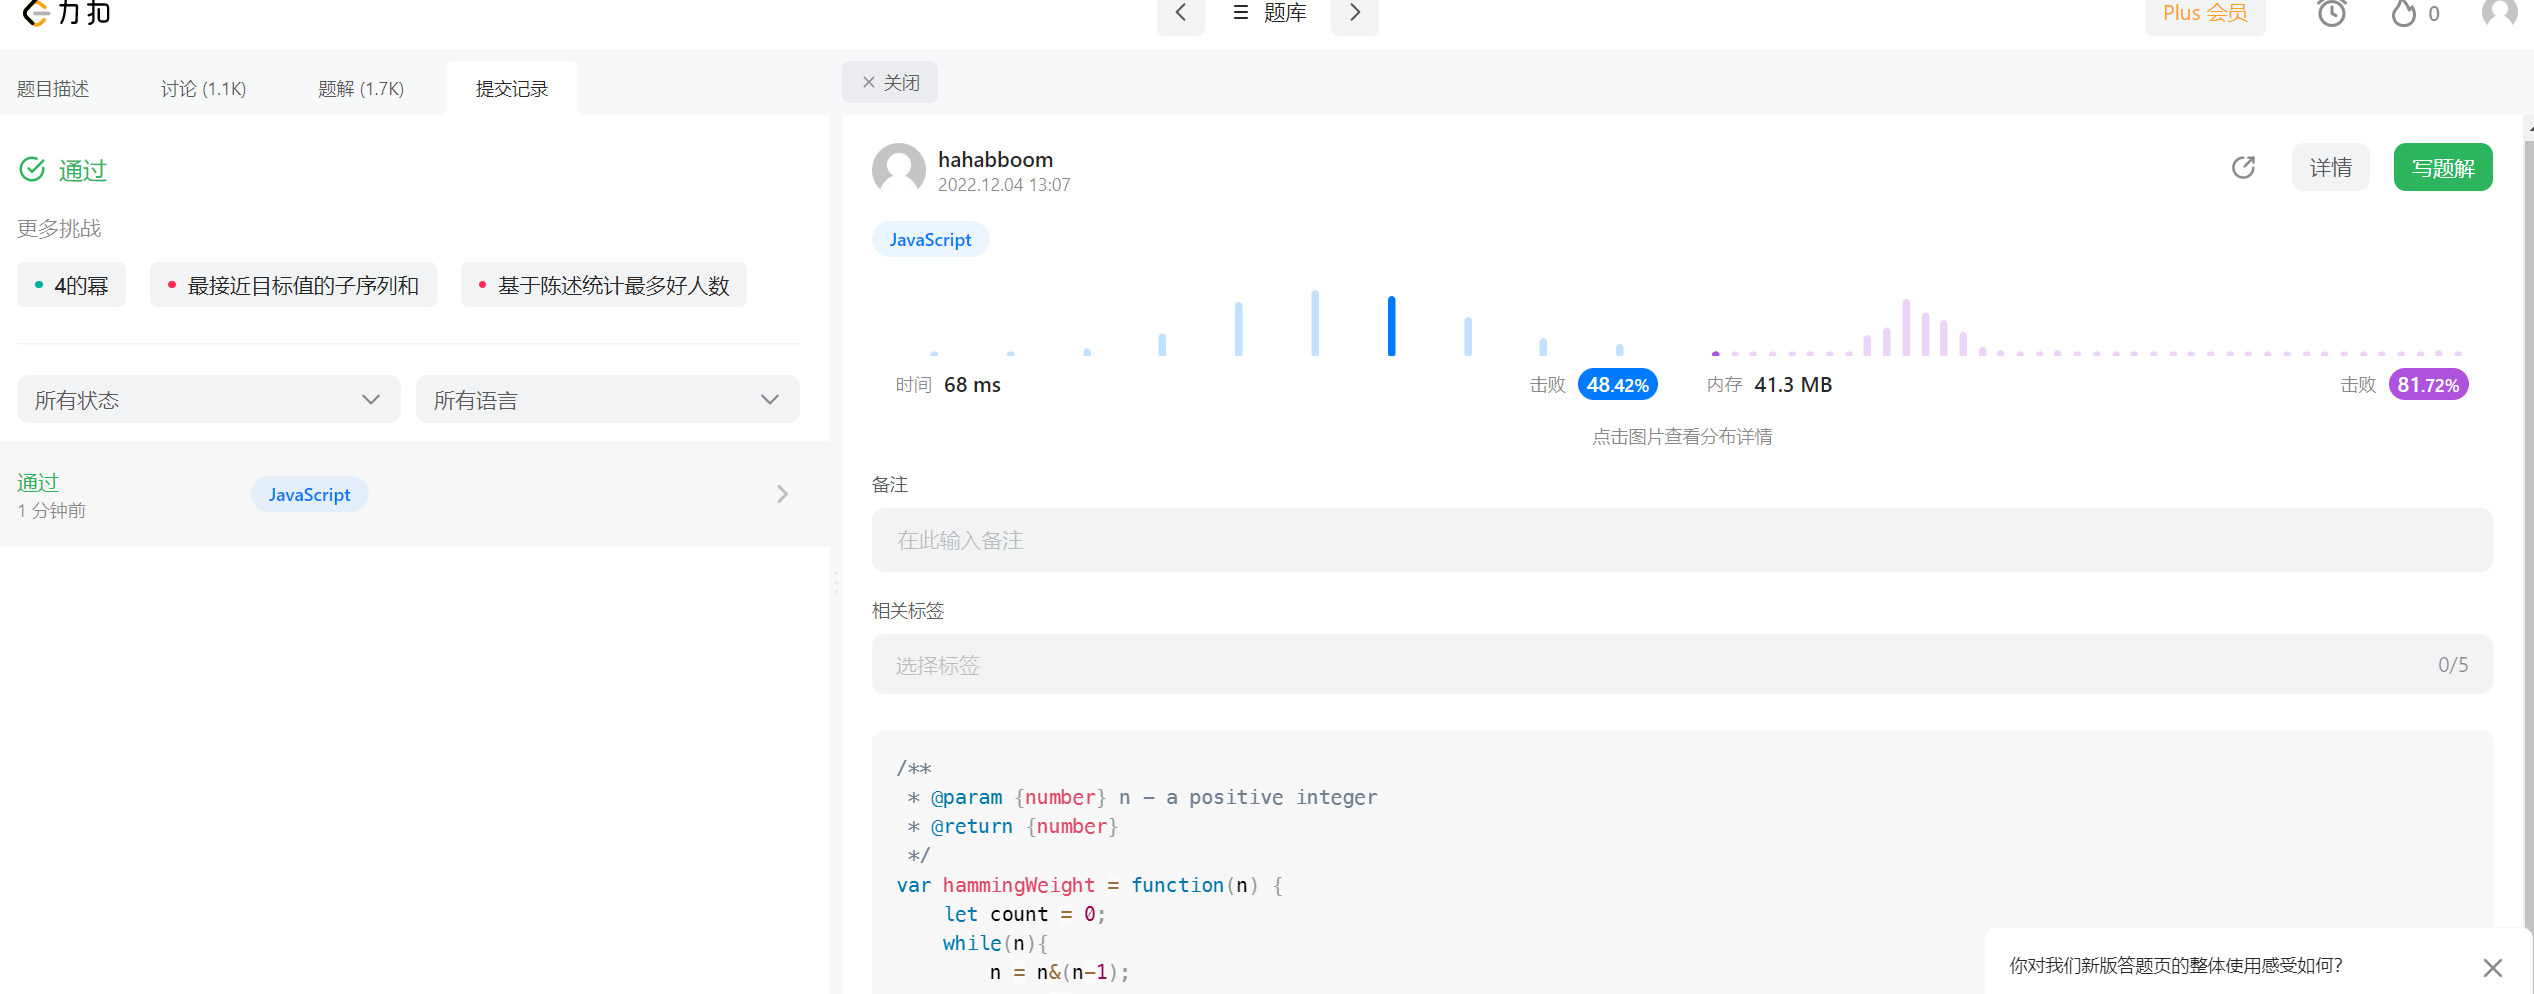 力扣
题库
Plus 会员
0
题目描述
讨论 (1.1K)
题解 (1.7K)
提交记录
关闭
通过
更多挑战
4的幂
最接近目标值的子序列和
基于陈述统计最多好人数
所有状态
所有语言
通过
1 分钟前
JavaScript
hahabboom
2022.12.04 13:07
详情
写题解
JavaScript
时间 68 ms
击败 48.42%
内存 41.3 MB
击败 81.72%
点击图片查看分布详情
备注
在此输入备注
相关标签
选择标签
0/5
/**
 * @param {number} n - a positive integer
 * @return {number}
 */
var hammingWeight = function(n) {
    let count = 0;
    while(n){
        n = n&(n-1);
你对我们新版答题页的整体使用感受如何?